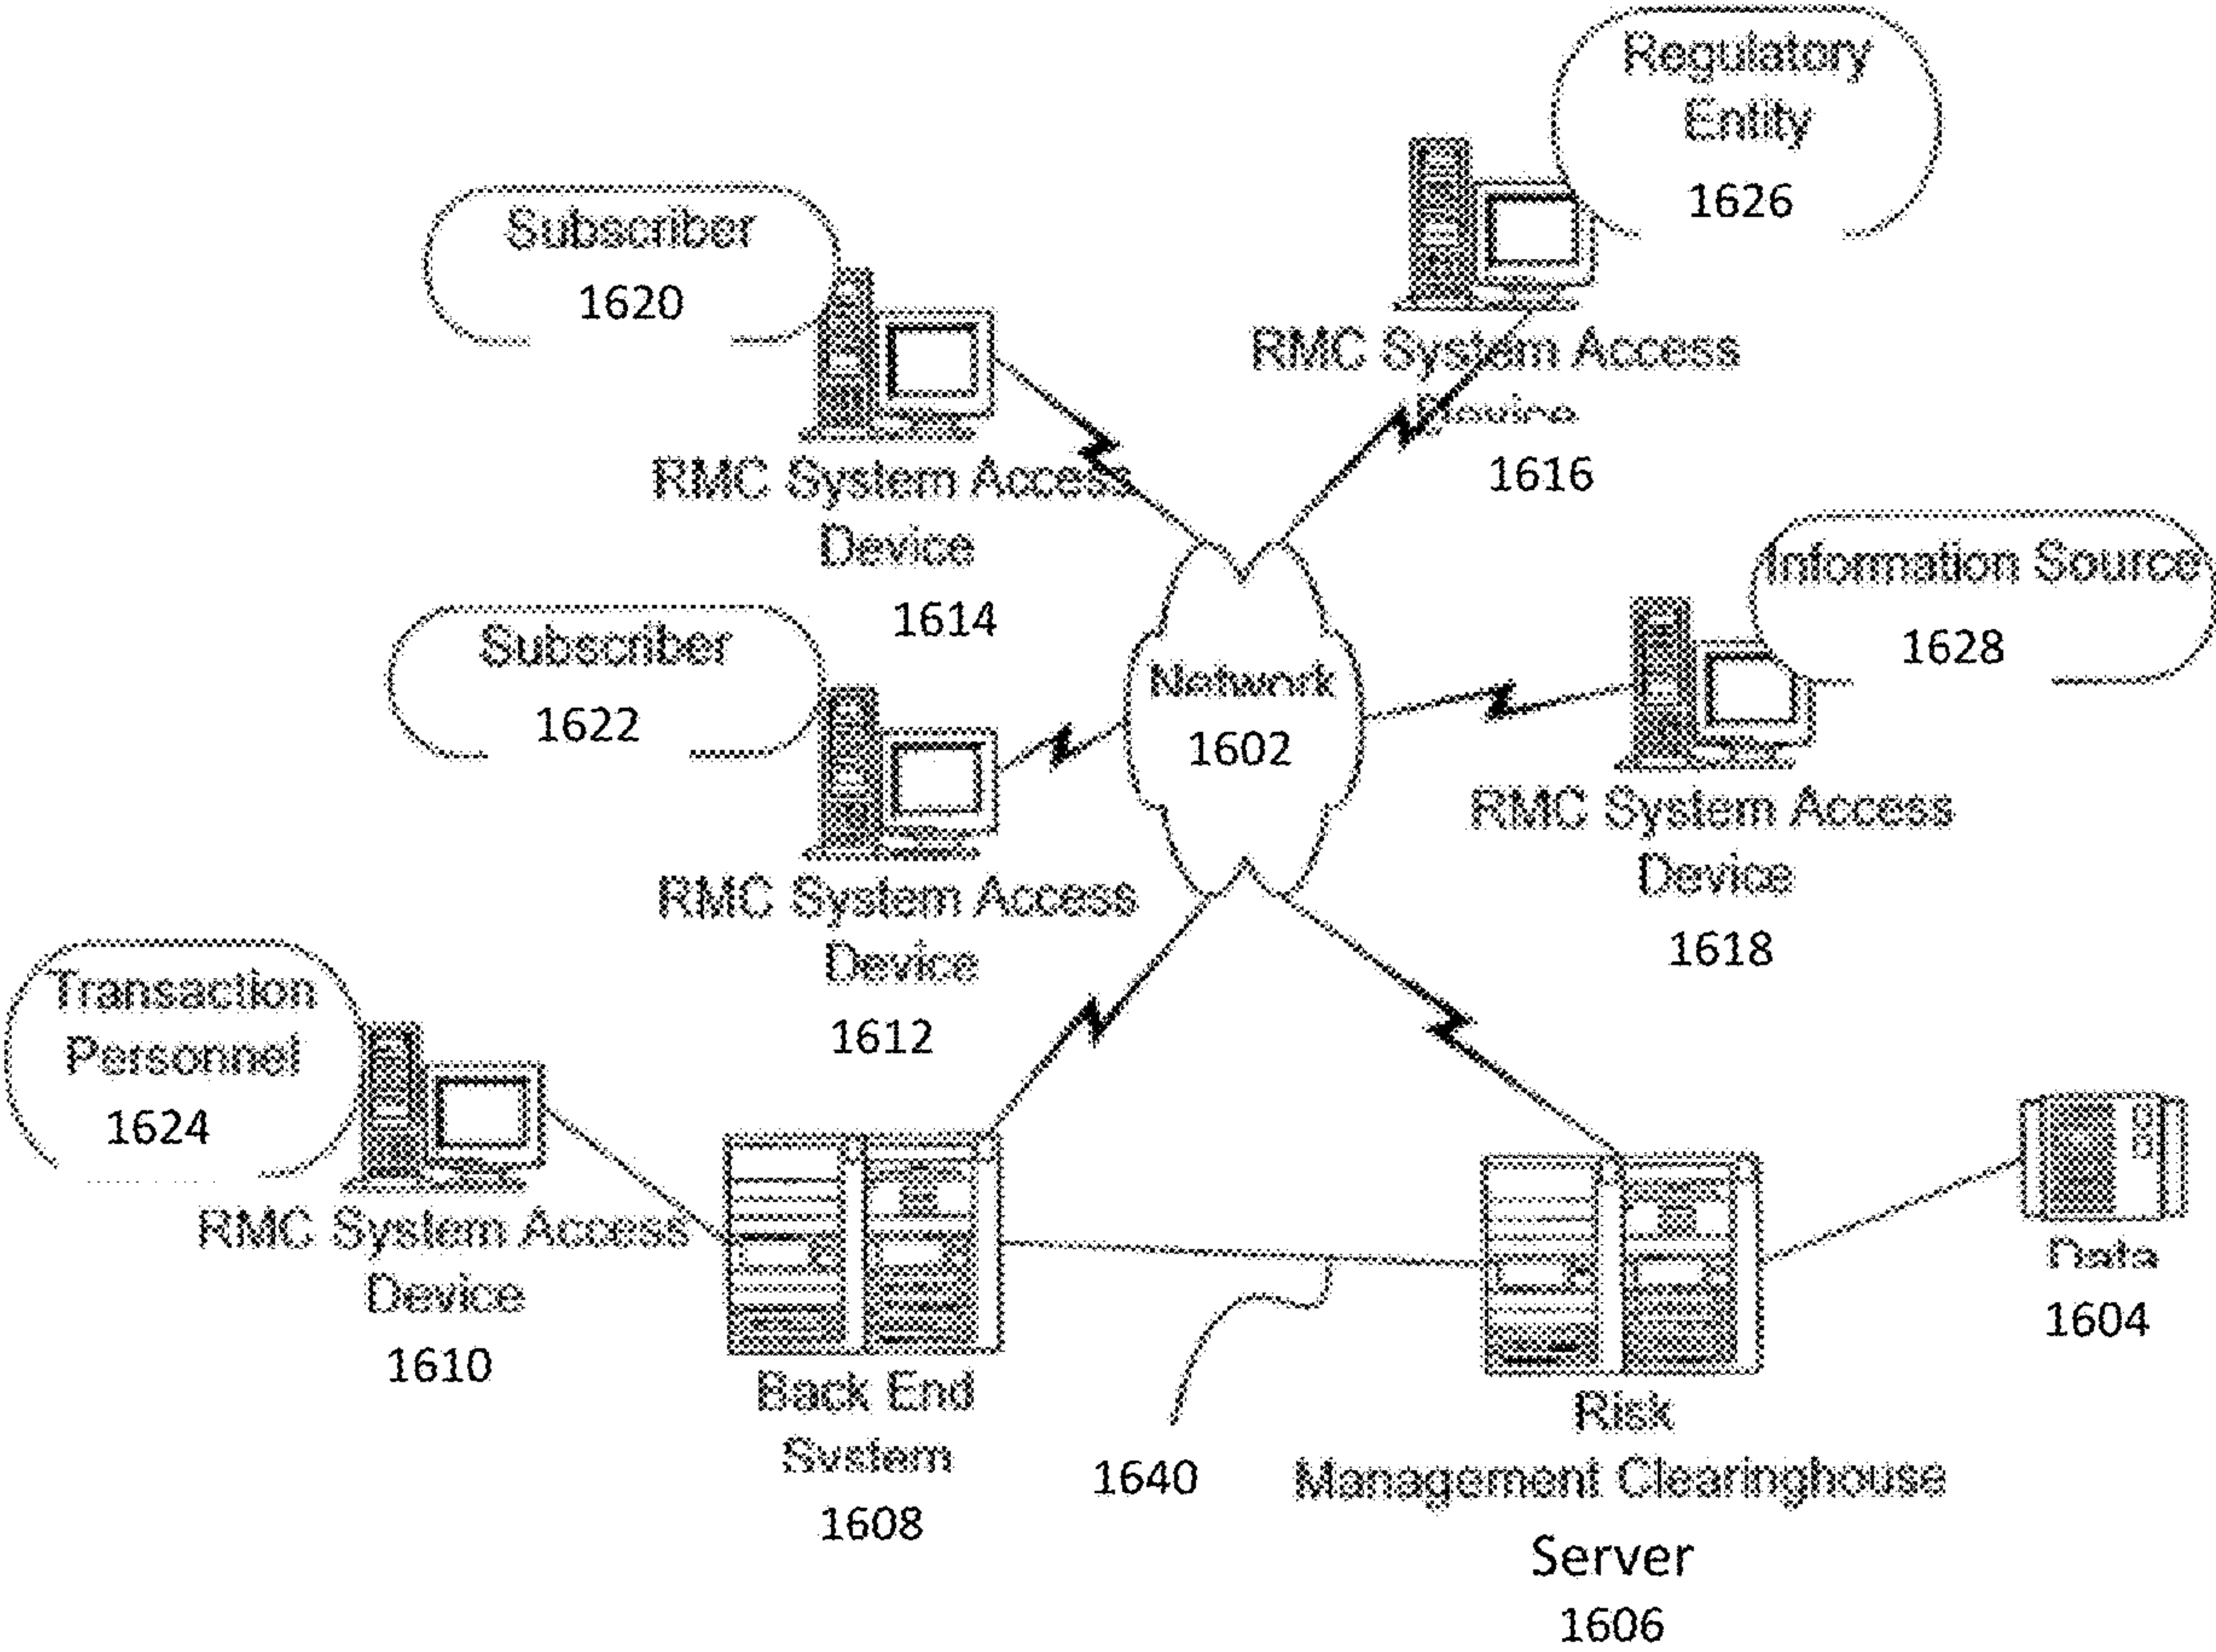 Regulatory
Entity
1626
Subscriber
1620
RMC System Access
Device
1616
RMC System Access
Device
1614
Information Source
1628
Subscriber
1622
Network
1602
RMC System Access
Device
1618
RMC System Access
Device
1612
Transaction
Personnel
1624
RMC System Access
Device
1610
Data
1604
Back End
System
1608
1640
Risk
Management Clearinghouse
Server
1606